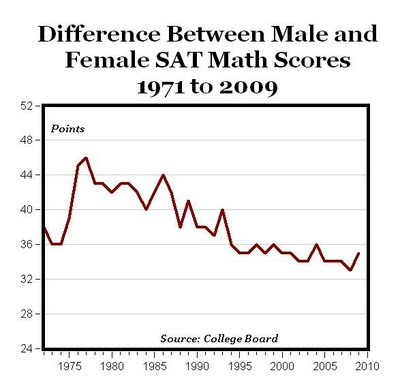 Difference Between Male and
Female SAT Math Scores
1971 to 2009
52
Points
48
44
40
36
32
28
Source: College Board
24
1975 1980 1985 1990 1995 2000 2005 2010